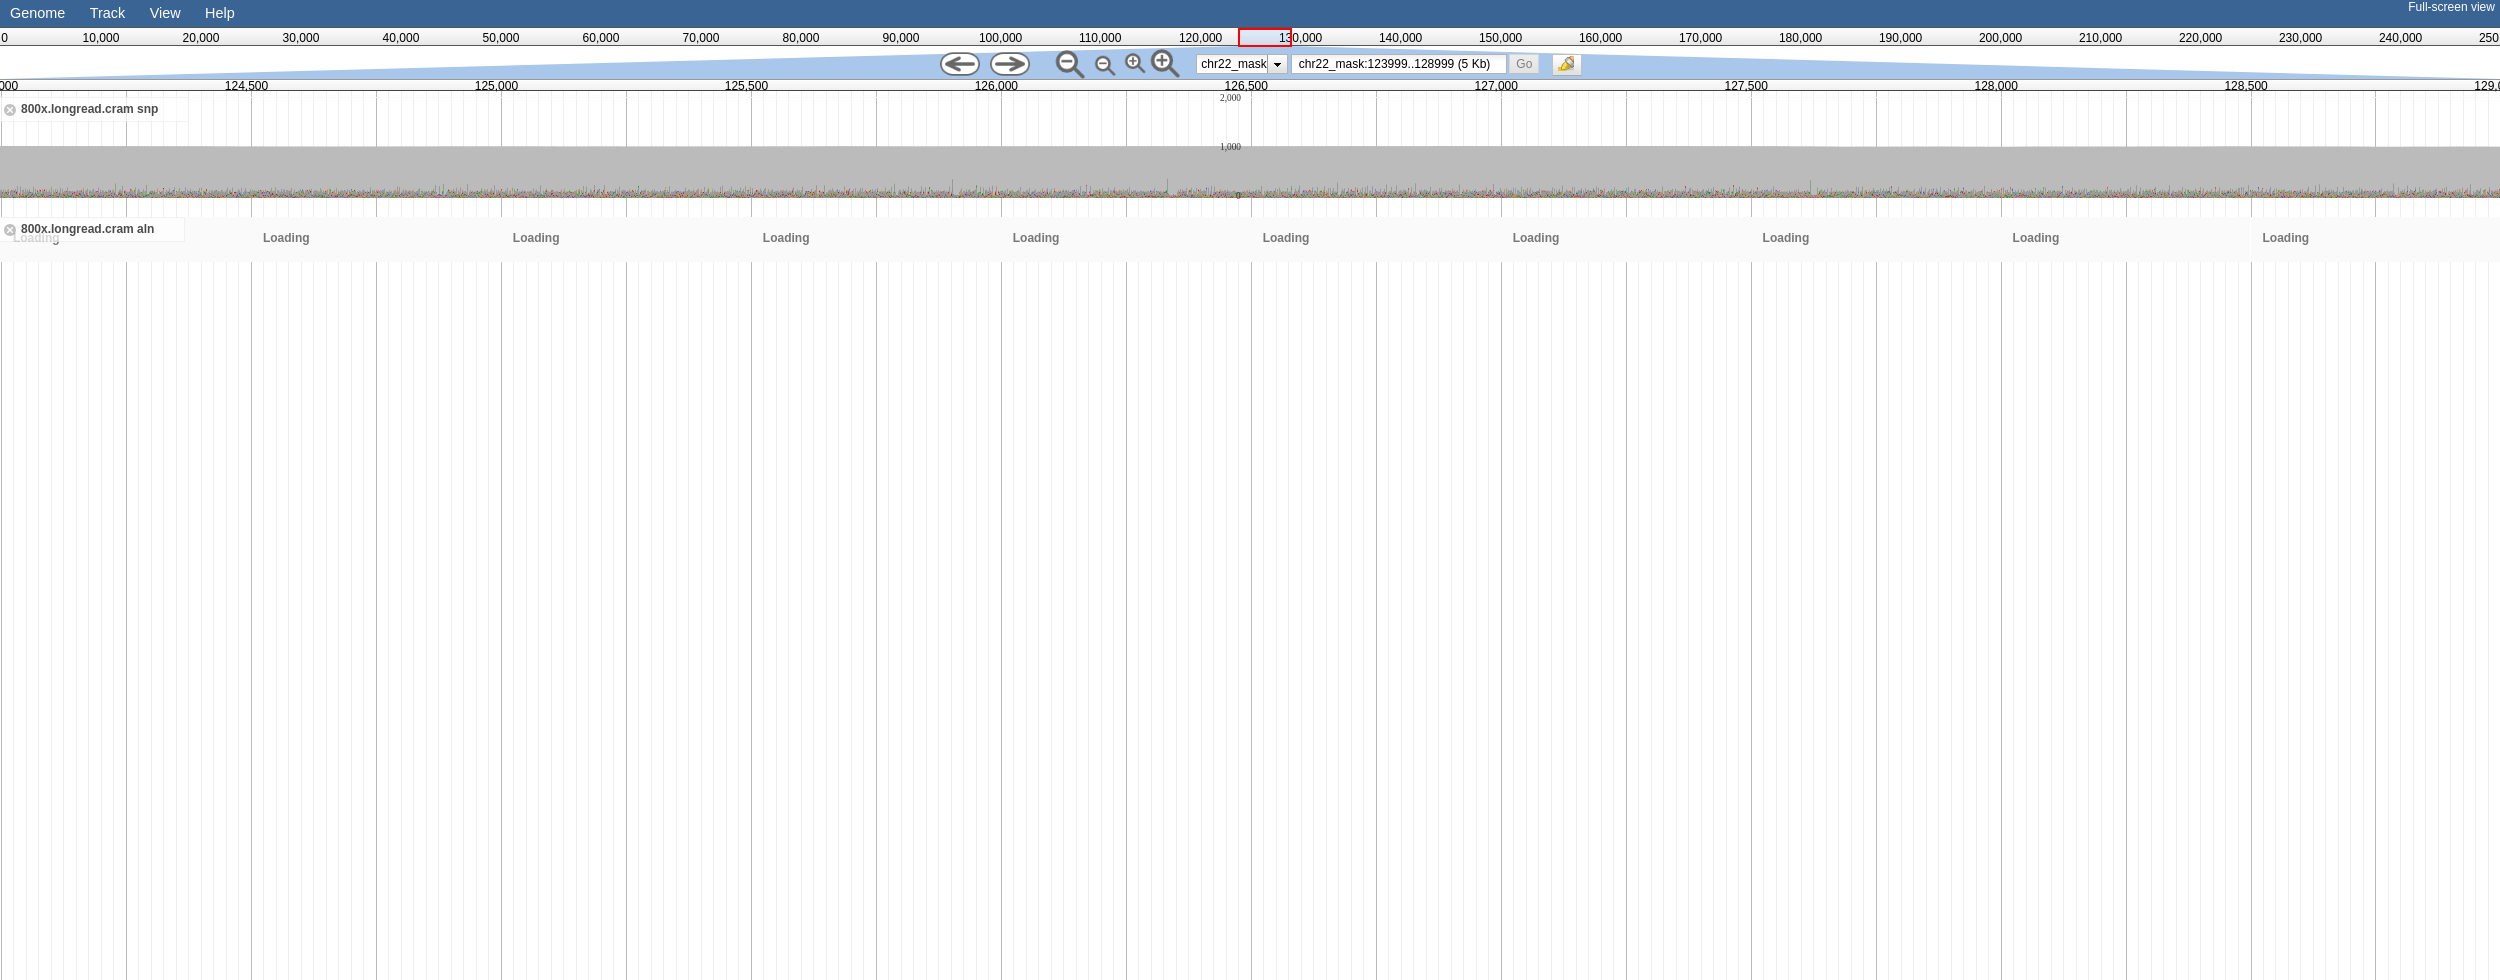 Genome Track View Help Full-screen view
0 10,000 20,000 30,000 40,000 50,000 60,000 70,000 80,000 90,000 100,000 110,000 120,000 130,000 140,000 150,000 160,000 170,000 180,000 190,000 200,000 210,000 220,000 230,000 240,000 250
chr22_mask chr22_mask:123999..128999 (5 Kb) Go
000 124,500 125,000 125,500 126,000 126,500 127,000 127,500 128,000 128,500 129,0
2,000
800x.longread.cram snp
1,000
0
800x.longread.cram aln
Loading Loading Loading Loading Loading Loading Loading Loading Loading Loading